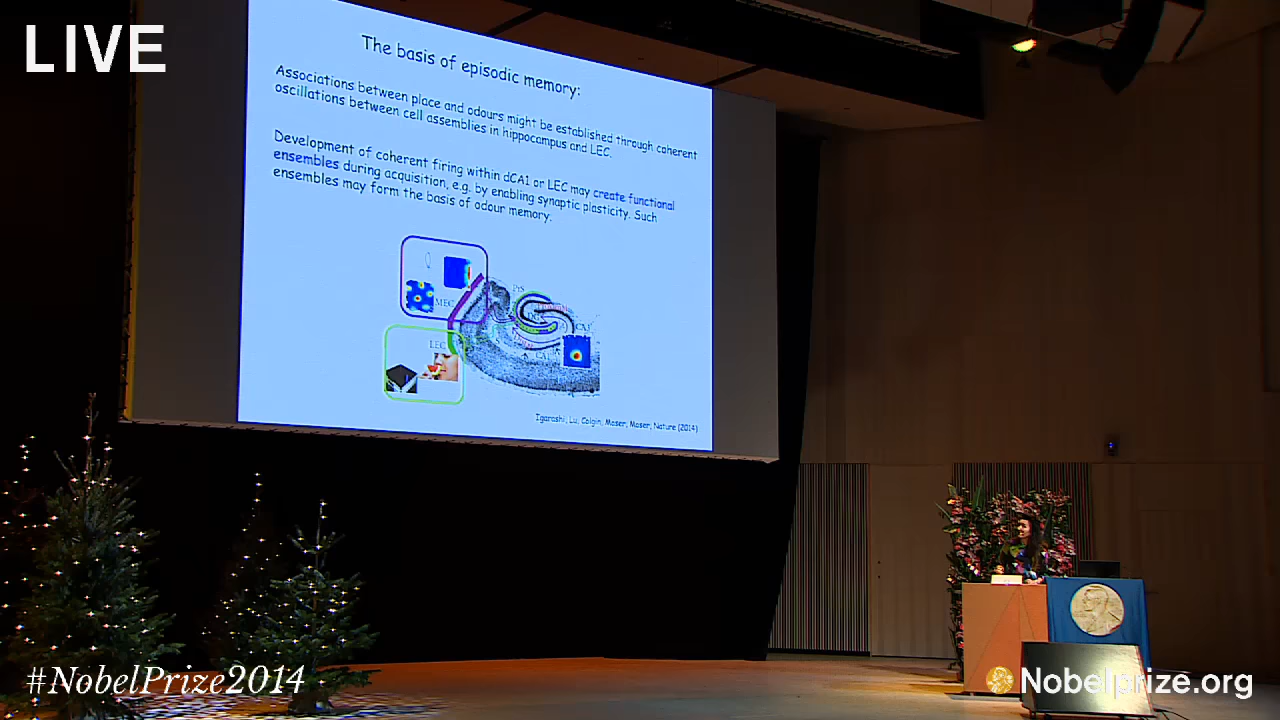 LIVE
The basis of episodic memory:
Associations between place and odours might be established through coherent
oscillations between cell assemblies in hippocampus and LEC.
Development of coherent firing within dCA1 or LEC may create functional
ensembles during acquisition, e.g. by enabling synaptic plasticity. Such
ensembles may form the basis of odour memory.
MEC
PrS
CA3
LEC
CA1
Igarashi, Lu, Colgin, Moser, Moser, Nature (2014)
#NobelPrize2014
Nobelprize.org